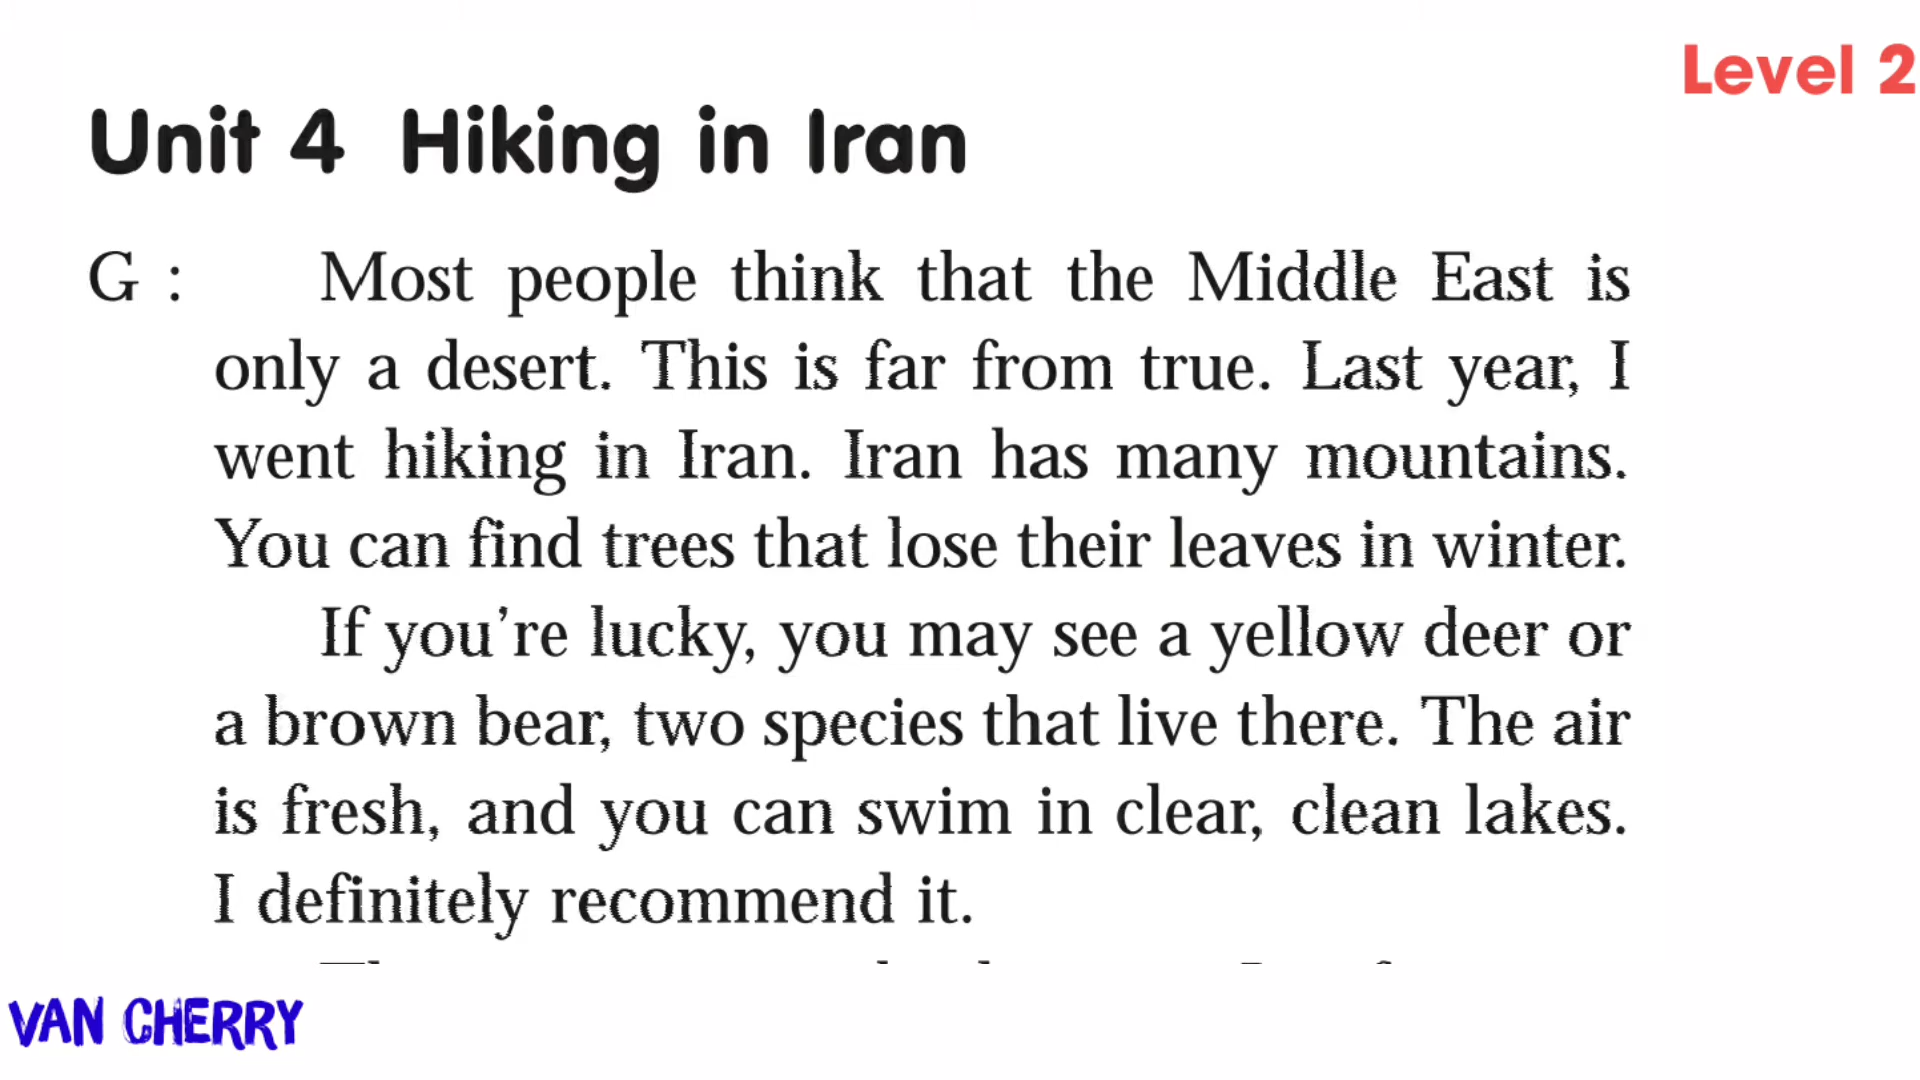 Level 2
Unit 4 Hiking in Iran
G : Most people think that the Middle East is
only a desert. This is far from true. Last year, I
went hiking in Iran. Iran has many mountains.
You can find trees that lose their leaves in winter.
If you’re lucky, you may see a yellow deer or
a brown bear, two species that live there. The air
is fresh, and you can swim in clear, clean lakes.
I definitely recommend it.
VAN CHERRY